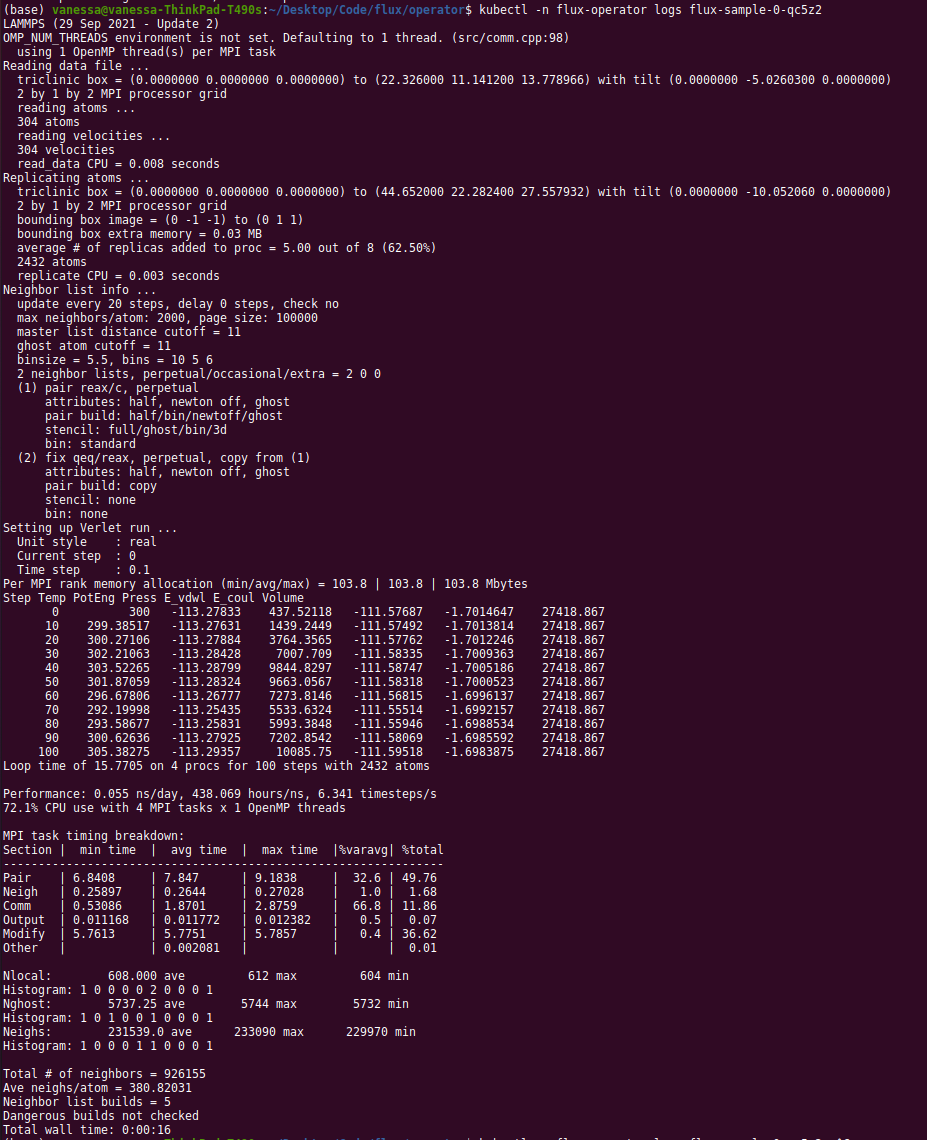 (base) vanessa@vanessa-ThinkPad-T490s:~/Desktop/Code/flux/operator$ kubectl -n flux-operator logs flux-sample-0-qc5z2
LAMMPS (29 Sep 2021 - Update 2)
OMP_NUM_THREADS environment is not set. Defaulting to 1 thread. (src/comm.cpp:98)
  using 1 OpenMP thread(s) per MPI task
Reading data file ...
  triclinic box = (0.0000000 0.0000000 0.0000000) to (22.326000 11.141200 13.778966) with tilt (0.0000000 -5.0260300 0.0000000)
  2 by 1 by 2 MPI processor grid
  reading atoms ...
  304 atoms
  reading velocities ...
  304 velocities
  read_data CPU = 0.008 seconds
Replicating atoms ...
  triclinic box = (0.0000000 0.0000000 0.0000000) to (44.652000 22.282400 27.557932) with tilt (0.0000000 -10.052060 0.0000000)
  2 by 1 by 2 MPI processor grid
  bounding box image = (0 -1 -1) to (0 1 1)
  bounding box extra memory = 0.03 MB
  average # of replicas added to proc = 5.00 out of 8 (62.50%)
  2432 atoms
  replicate CPU = 0.003 seconds
Neighbor list info ...
  update every 20 steps, delay 0 steps, check no
  max neighbors/atom: 2000, page size: 100000
  master list distance cutoff = 11
  ghost atom cutoff = 11
  binsize = 5.5, bins = 10 5 6
  2 neighbor lists, perpetual/occasional/extra = 2 0 0
  (1) pair reax/c, perpetual
      attributes: half, newton off, ghost
      pair build: half/bin/newtoff/ghost
      stencil: full/ghost/bin/3d
      bin: standard
  (2) fix qeq/reax, perpetual, copy from (1)
      attributes: half, newton off, ghost
      pair build: copy
      stencil: none
      bin: none
Setting up Verlet run ...
  Unit style    : real
  Current step  : 0
  Time step     : 0.1
Per MPI rank memory allocation (min/avg/max) = 103.8 | 103.8 | 103.8 Mbytes
Step Temp PotEng Press E_vdwl E_coul Volume
       0          300   -113.27833    437.52118   -111.57687   -1.7014647    27418.867
      10    299.38517   -113.27631    1439.2449   -111.57492   -1.7013814    27418.867
      20    300.27106   -113.27884    3764.3565   -111.57762   -1.7012246    27418.867
      30    302.21063   -113.28428     7007.709   -111.58335   -1.7009363    27418.867
      40    303.52265   -113.28799    9844.8297   -111.58747   -1.7005186    27418.867
      50    301.87059   -113.28324    9663.0567   -111.58318   -1.7000523    27418.867
      60    296.67806   -113.26777    7273.8146   -111.56815   -1.6996137    27418.867
      70    292.19998   -113.25435    5533.6324   -111.55514   -1.6992157    27418.867
      80    293.58677   -113.25831    5993.3848   -111.55946   -1.6988534    27418.867
      90    300.62636   -113.27925    7202.8542   -111.58069   -1.6985592    27418.867
     100    305.38275   -113.29357     10085.75   -111.59518   -1.6983875    27418.867
Loop time of 15.7705 on 4 procs for 100 steps with 2432 atoms

Performance: 0.055 ns/day, 438.069 hours/ns, 6.341 timesteps/s
72.1% CPU use with 4 MPI tasks x 1 OpenMP threads

MPI task timing breakdown:
Section |  min time  |  avg time  |  max time  |%varavg| %total
---------------------------------------------------------------
Pair    | 6.8408     | 7.847      | 9.1838     |  32.6 | 49.76
Neigh   | 0.25897    | 0.2644     | 0.27028    |   1.0 |  1.68
Comm    | 0.53086    | 1.8701     | 2.8759     |  66.8 | 11.86
Output  | 0.011168   | 0.011772   | 0.012382   |   0.5 |  0.07
Modify  | 5.7613     | 5.7751     | 5.7857     |   0.4 | 36.62
Other   |            | 0.002081   |            |       |  0.01

Nlocal:        608.000 ave         612 max         604 min
Histogram: 1 0 0 0 0 2 0 0 0 1
Nghost:        5737.25 ave        5744 max        5732 min
Histogram: 1 0 1 0 0 1 0 0 0 1
Neighs:        231539.0 ave      233090 max      229970 min
Histogram: 1 0 0 0 1 1 0 0 0 1

Total # of neighbors = 926155
Ave neighs/atom = 380.82031
Neighbor list builds = 5
Dangerous builds not checked
Total wall time: 0:00:16